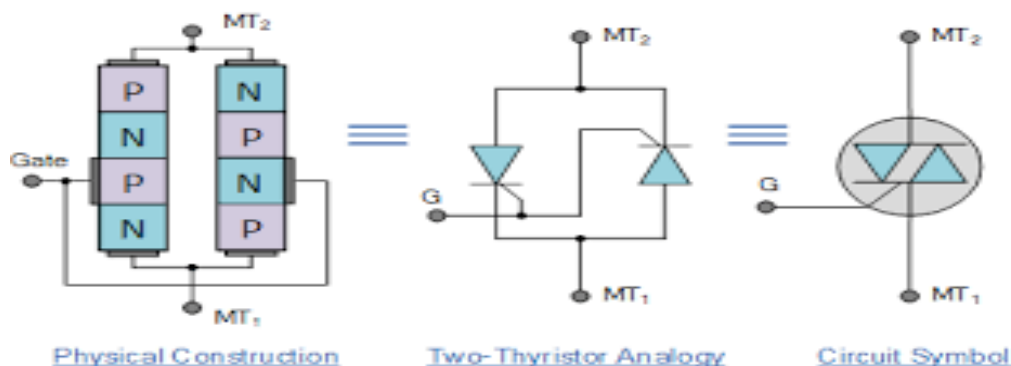 MT₂
P N
N P
Gate
P N
N P
MT₁
Physical Construction
MT₂
G
MT₁
Two-Thyristor Analogy
MT₂
G
MT₁
Circuit Symbol